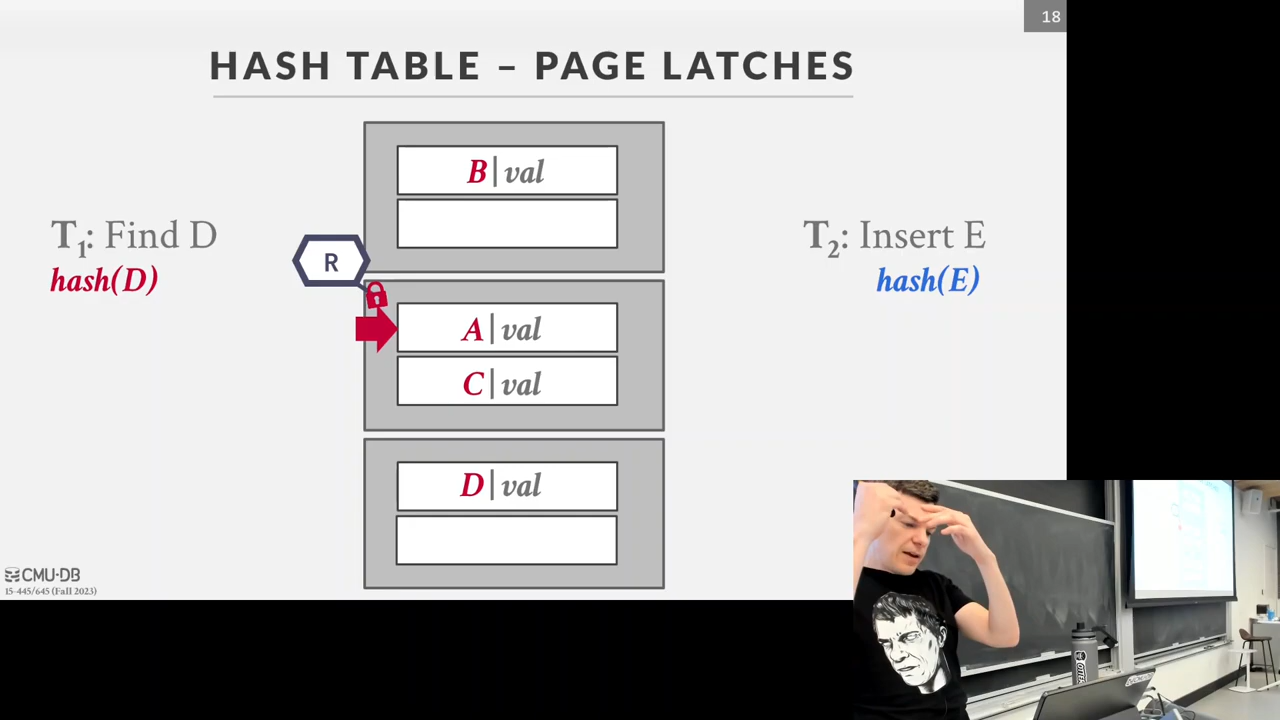 18
HASH TABLE – PAGE LATCHES
B|val
T1: Find D
hash(D)
R
T2: Insert E
hash(E)
A|val
C|val
D|val
CMU·DB
15-445/645 (Fall 2023)